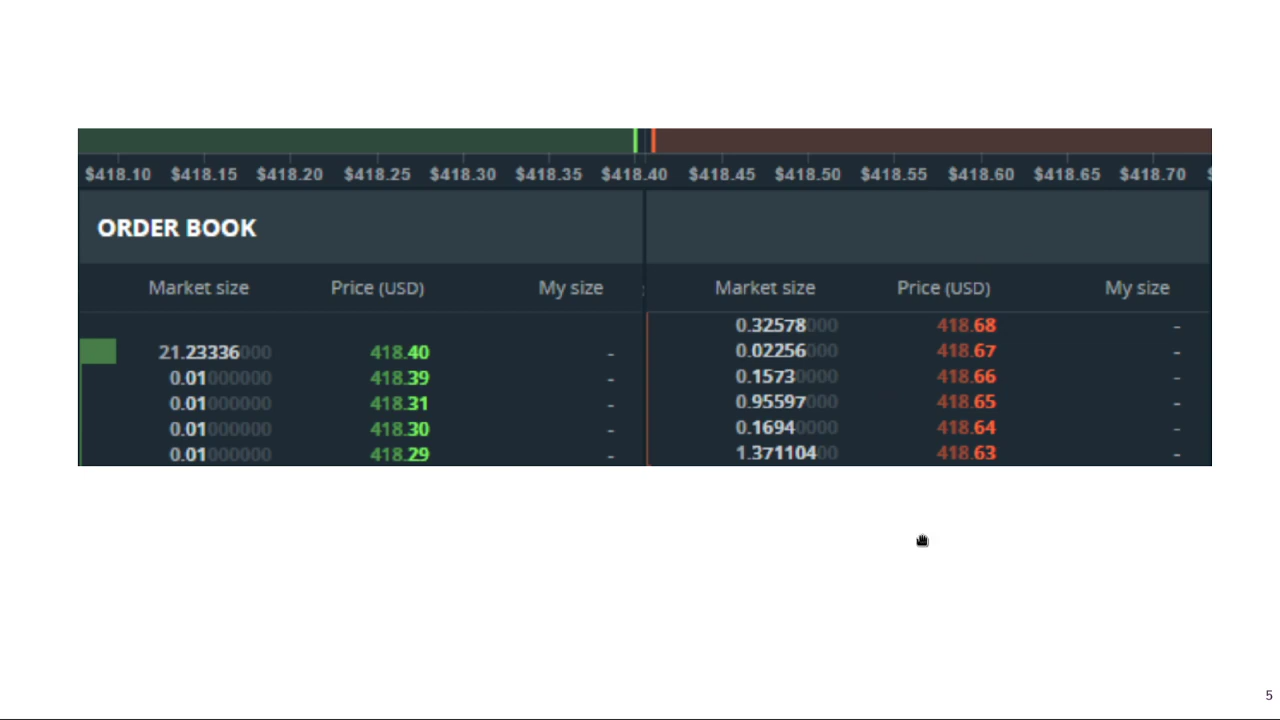 $418.10 $418.15 $418.20 $418.25 $418.30 $418.35 $418.40 $418.45 $418.50 $418.55 $418.60 $418.65 $418.70
ORDER BOOK
Market size Price (USD) My size Market size Price (USD) My size
0.32578000 418.68 -
21.23336000 418.40 - 0.02256000 418.67 -
0.01000000 418.39 - 0.15730000 418.66 -
0.01000000 418.31 - 0.95597000 418.65 -
0.01000000 418.30 - 0.16940000 418.64 -
0.01000000 418.29 - 1.37110400 418.63 -
5